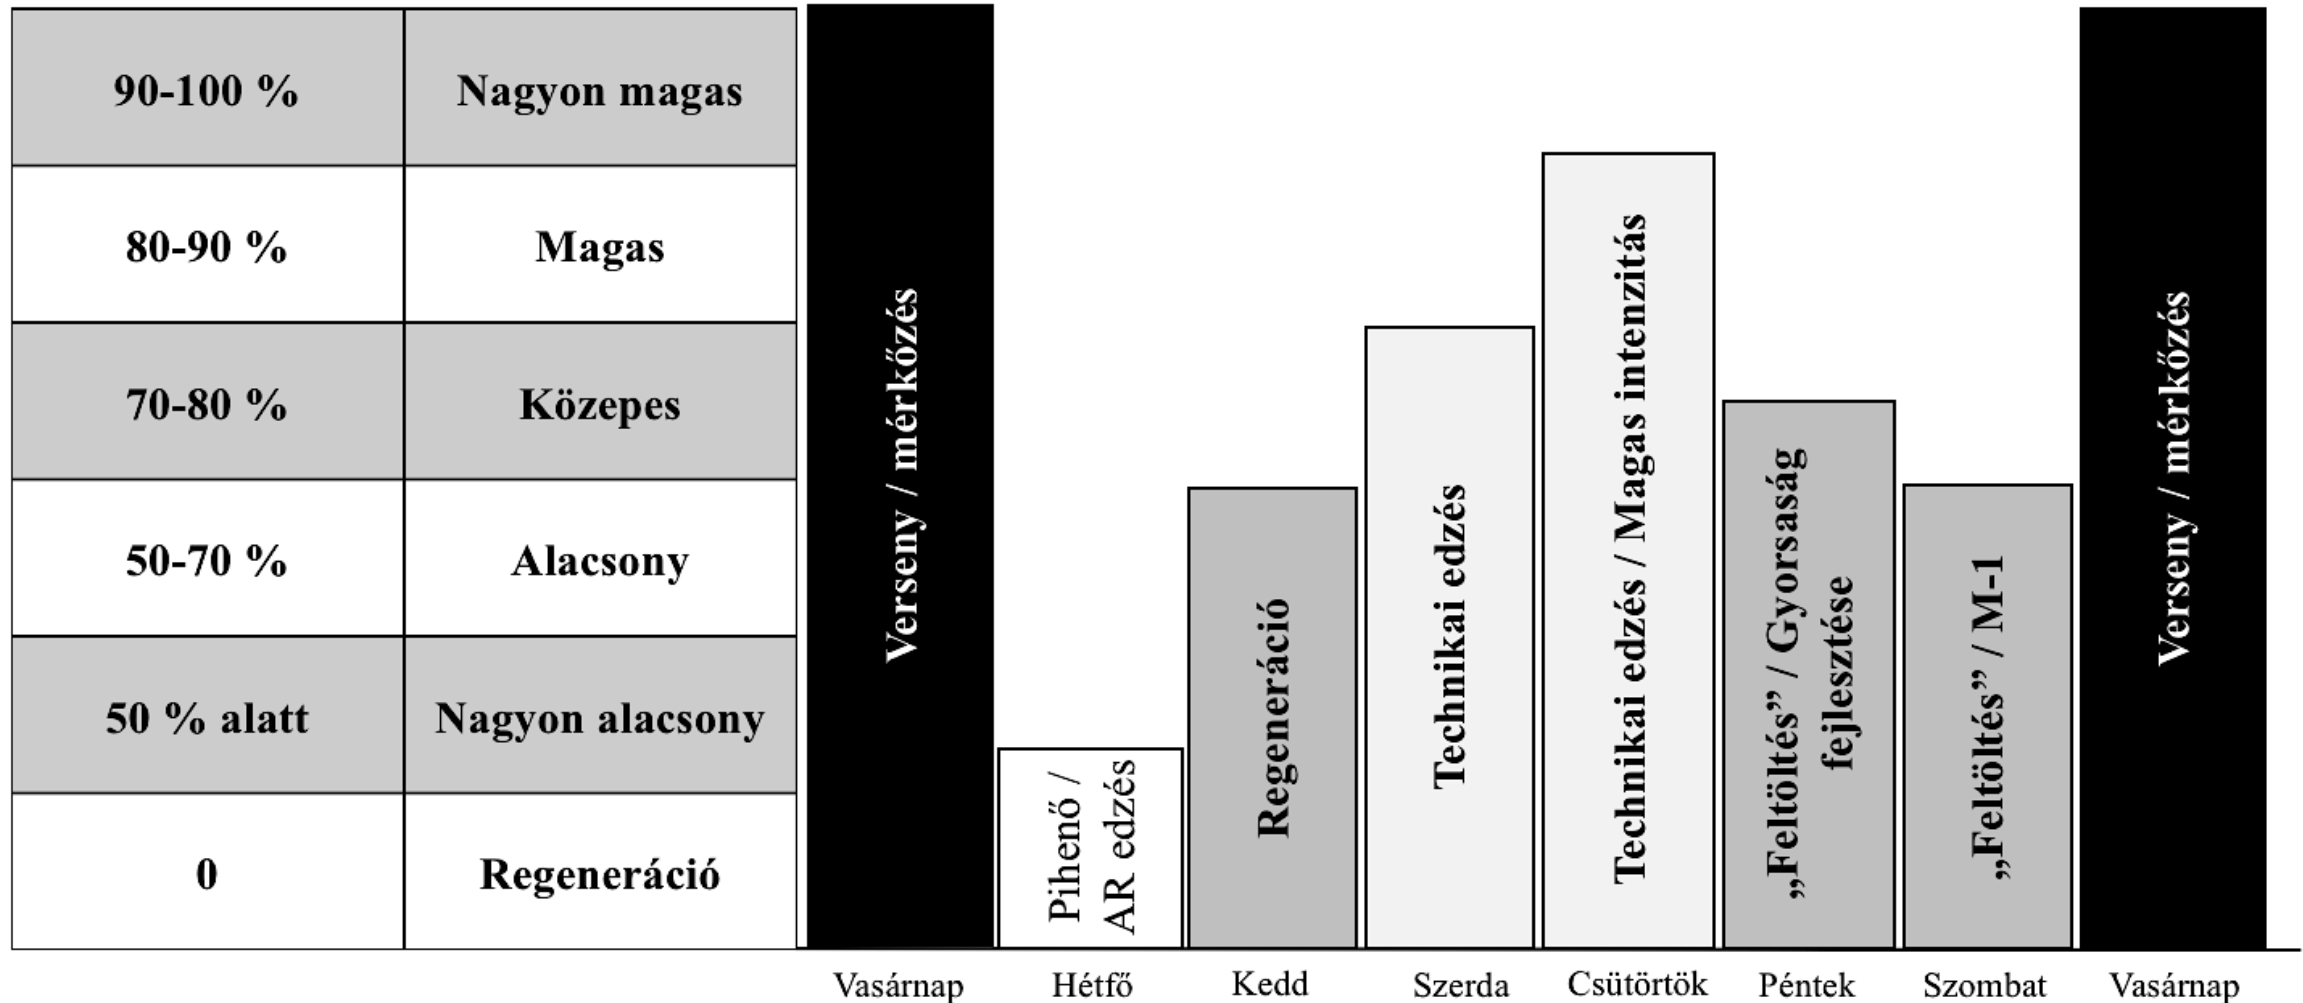 90-100 %
Nagyon magas
80-90 %
Magas
70-80 %
Közepes
50-70 %
Alacsony
50 % alatt
Nagyon alacsony
0
Regeneráció
Verseny / mérkőzés
Pihenő /
AR edzés
Regeneráció
Technikai edzés
Technikai edzés / Magas intenzitás
„Feltöltés” / Gyorsaság
fejlesztése
„Feltöltés” / M-1
Verseny / mérkőzés
Vasárnap
Hétfő
Kedd
Szerda
Csütörtök
Péntek
Szombat
Vasárnap